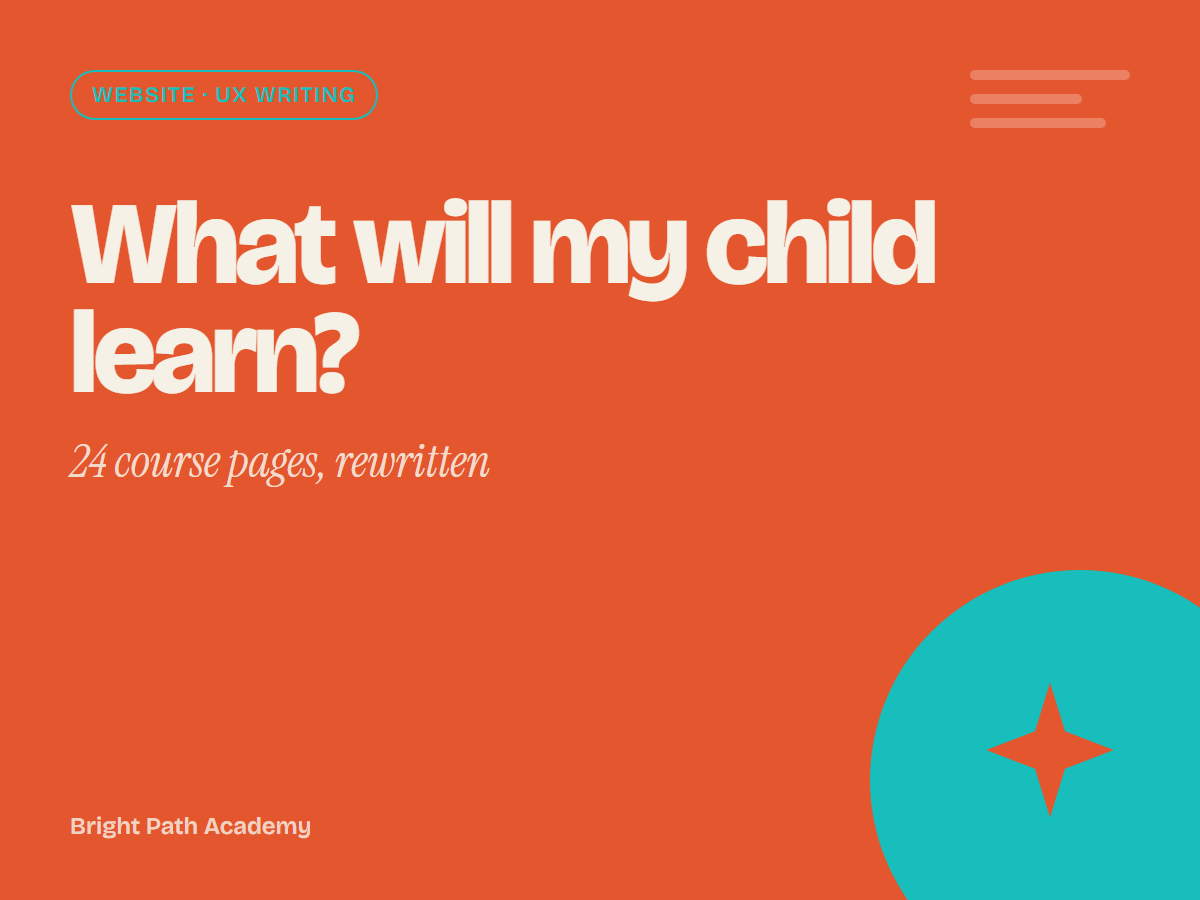 WEBSITE · UX WRITING
What will my child
learn?
24 course pages, rewritten
Bright Path Academy